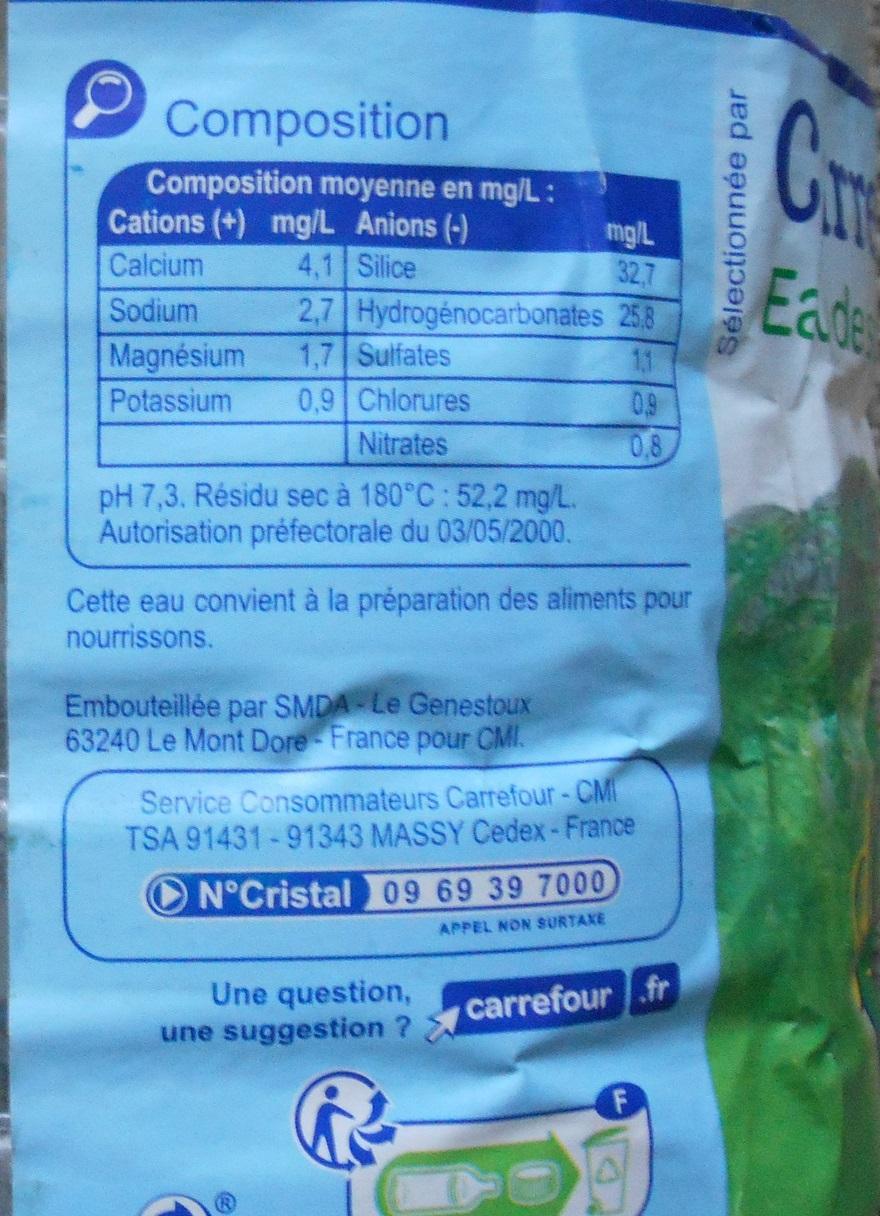 Composition
Composition moyenne en mg/L :
Cations (+) mg/L Anions (-) mg/L
Calcium 4,1 Silice 32,7
Sodium 2,7 Hydrogénocarbonates 25,8
Magnésium 1,7 Sulfates 1,1
Potassium 0,9 Chlorures 0,9
Nitrates 0,8
pH 7,3. Résidu sec à 180°C : 52,2 mg/L.
Autorisation préfectorale du 03/05/2000.
Cette eau convient à la préparation des aliments pour
nourrissons.
Embouteillée par SMDA - Le Genestoux
63240 Le Mont Dore - France pour CMI.
Service Consommateurs Carrefour - CMI
TSA 91431 - 91343 MASSY Cedex - France
N°Cristal 09 69 39 7000
APPEL NON SURTAXÉ
Une question,
une suggestion ?
carrefour .fr
F
®
Sélectionnée par